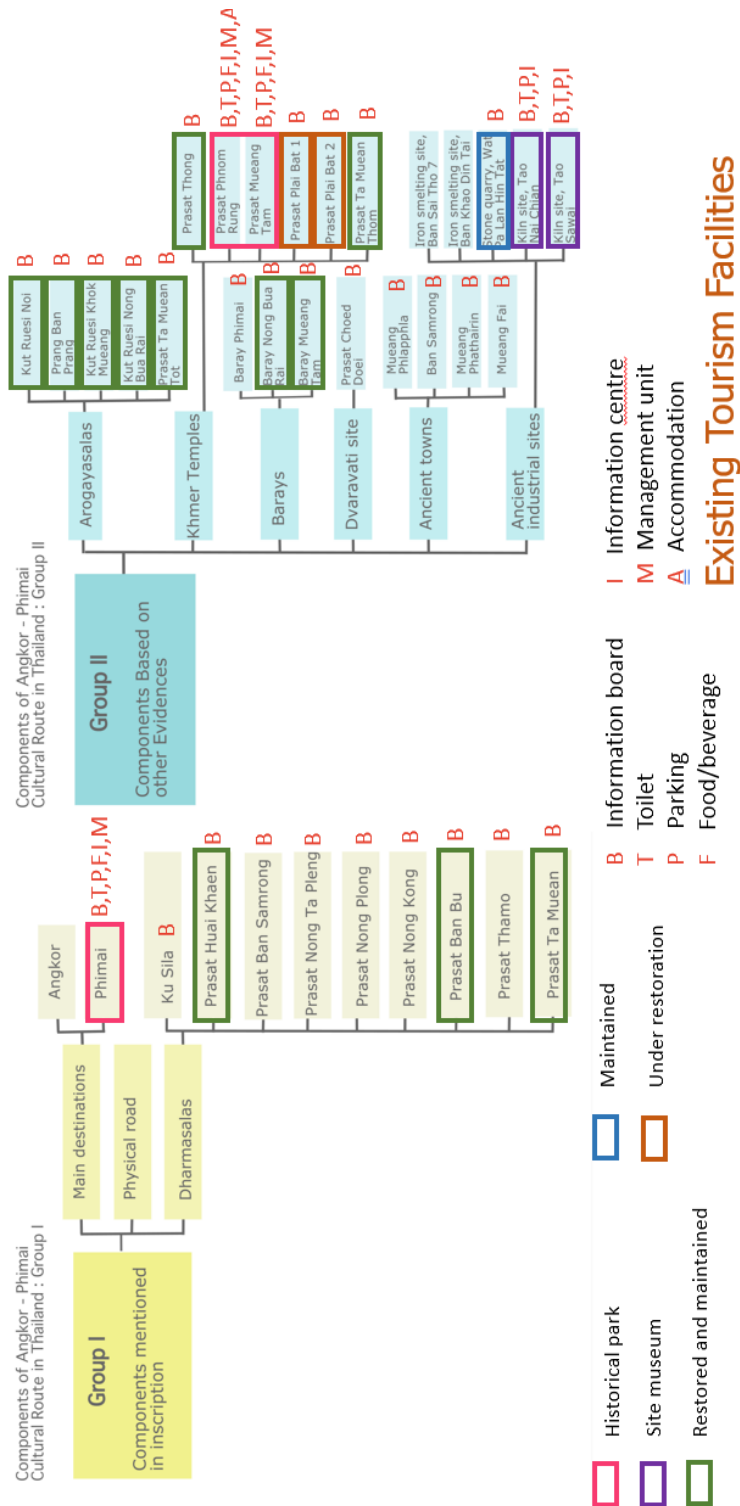 Components of Angkor - Phimai
Cultural Route in Thailand : Group I
Group I
Components mentioned
in inscription
Main destinations
Physical road
Dharmasalas
Angkor
Phimai
B,T,P,F,I,M
Ku Sila
B
Prasat Huai Khaen
B
Prasat Ban Samrong
B
Prasat Nong Ta Pleng
B
Prasat Nong Plong
B
Prasat Nong Kong
B
Prasat Ban Bu
B
Prasat Thamo
B
Prasat Ta Muean
B
Components of Angkor - Phimai
Cultural Route in Thailand : Group II
Group II
Components Based on
other Evidences
Arogayasalas
Khmer Temples
Barays
Dvaravati site
Ancient towns
Ancient
industrial sites
Kut Ruesi Noi
B
Prang Ban
Prang
B
Kut Ruesi Khok
Mueang
B
Kut Ruesi Nong
Bua Rai
B
Prasat Ta Muean
Tot
B
Prasat Thong
B
Prasat Phnom
Rung
B,T,P,F,I,M,A
Prasat Mueang
Tam
B,T,P,F,I,M
Prasat Plai Bat 1
B
Prasat Plai Bat 2
B
Prasat Ta Muean
Thom
B
Baray Phimai
B
Baray Nong Bua
Rai
B
Baray Mueang
Tam
B
Prasat Choed
Doei
B
Mueang
Phlapphla
B
Ban Samrong
B
Mueang
Phathairin
B
Mueang Fai
B
Iron smelting site,
Ban Sai Tho 7
Iron smelting site,
Ban Khao Din Tai
Stone quarry, Wat
Pa Lan Hin Tat
B
Kiln site, Tao
Nai Chian
B,T,P,I
Kiln site, Tao
Sawai
B,T,P,I
Historical park
Site museum
Restored and maintained
Maintained
Under restoration
B Information board
T Toilet
P Parking
F Food/beverage
I Information centre
M Management unit
A Accommodation
Existing Tourism Facilities